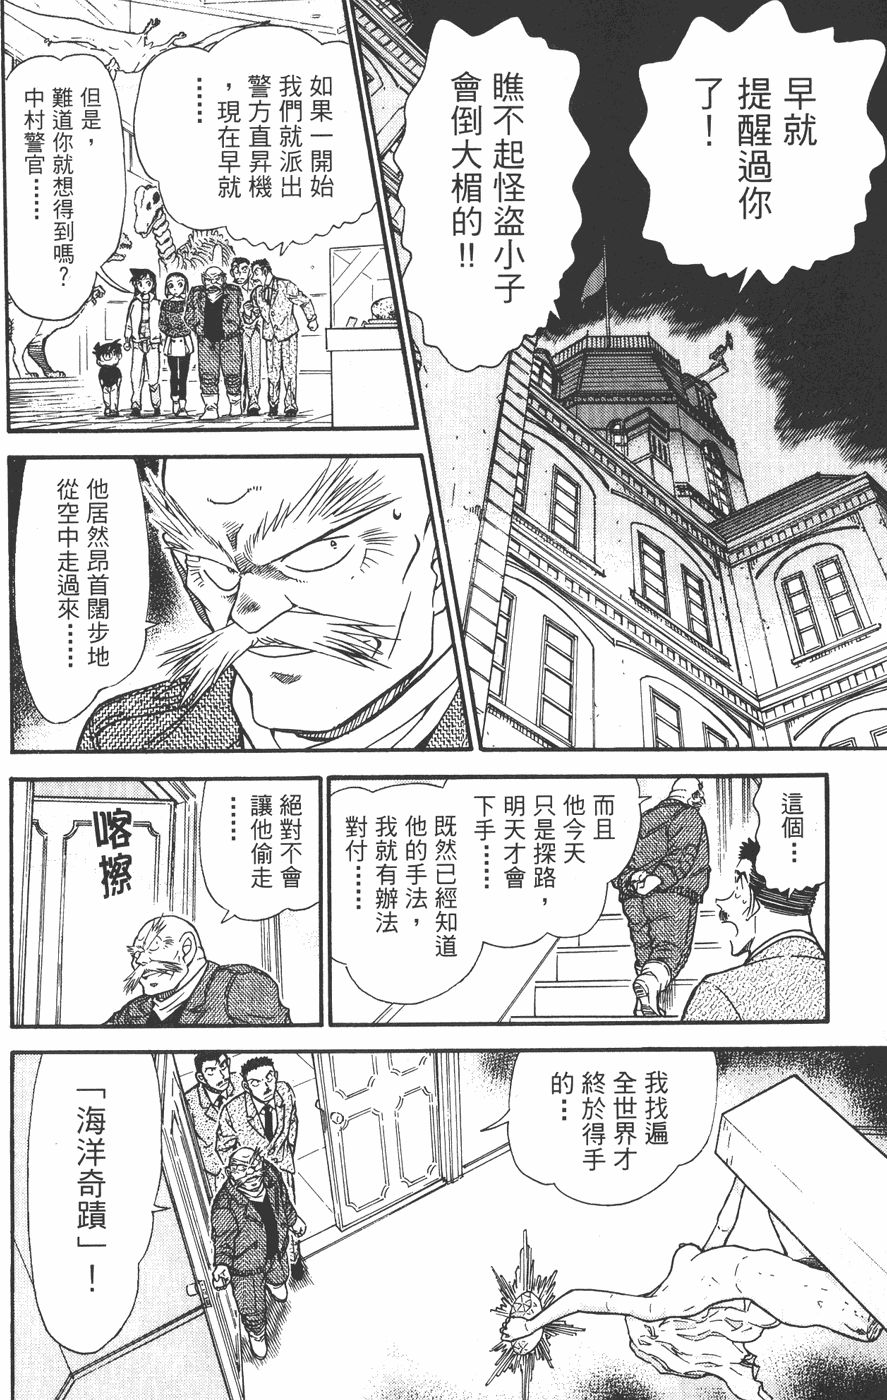 早就
提醒過你
了！
瞧不起怪盜小子
會倒大楣的!!
如果一開始
我們就派出
警方直昇機
，現在早就
……
但是，
難道你就想得到嗎？
中村警官……
他居然昂首闊步地
從空中走過來……
這個…
而且
他今天
只是探路，
明天才會
下手……
既然已經知道
他的手法，
我就有辦法
對付……
絕對不會
讓他偷走
……
喀擦
我找遍
全世界才
終於得手
的…
「海洋奇蹟」！